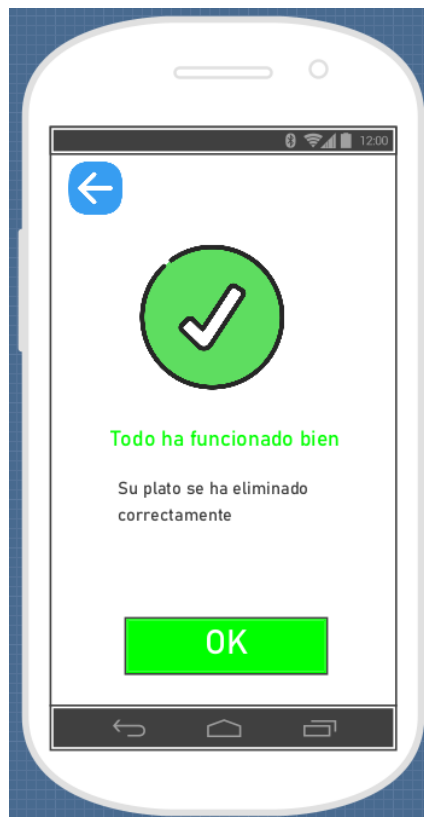 12:00
Todo ha funcionado bien
Su plato se ha eliminado
correctamente
OK